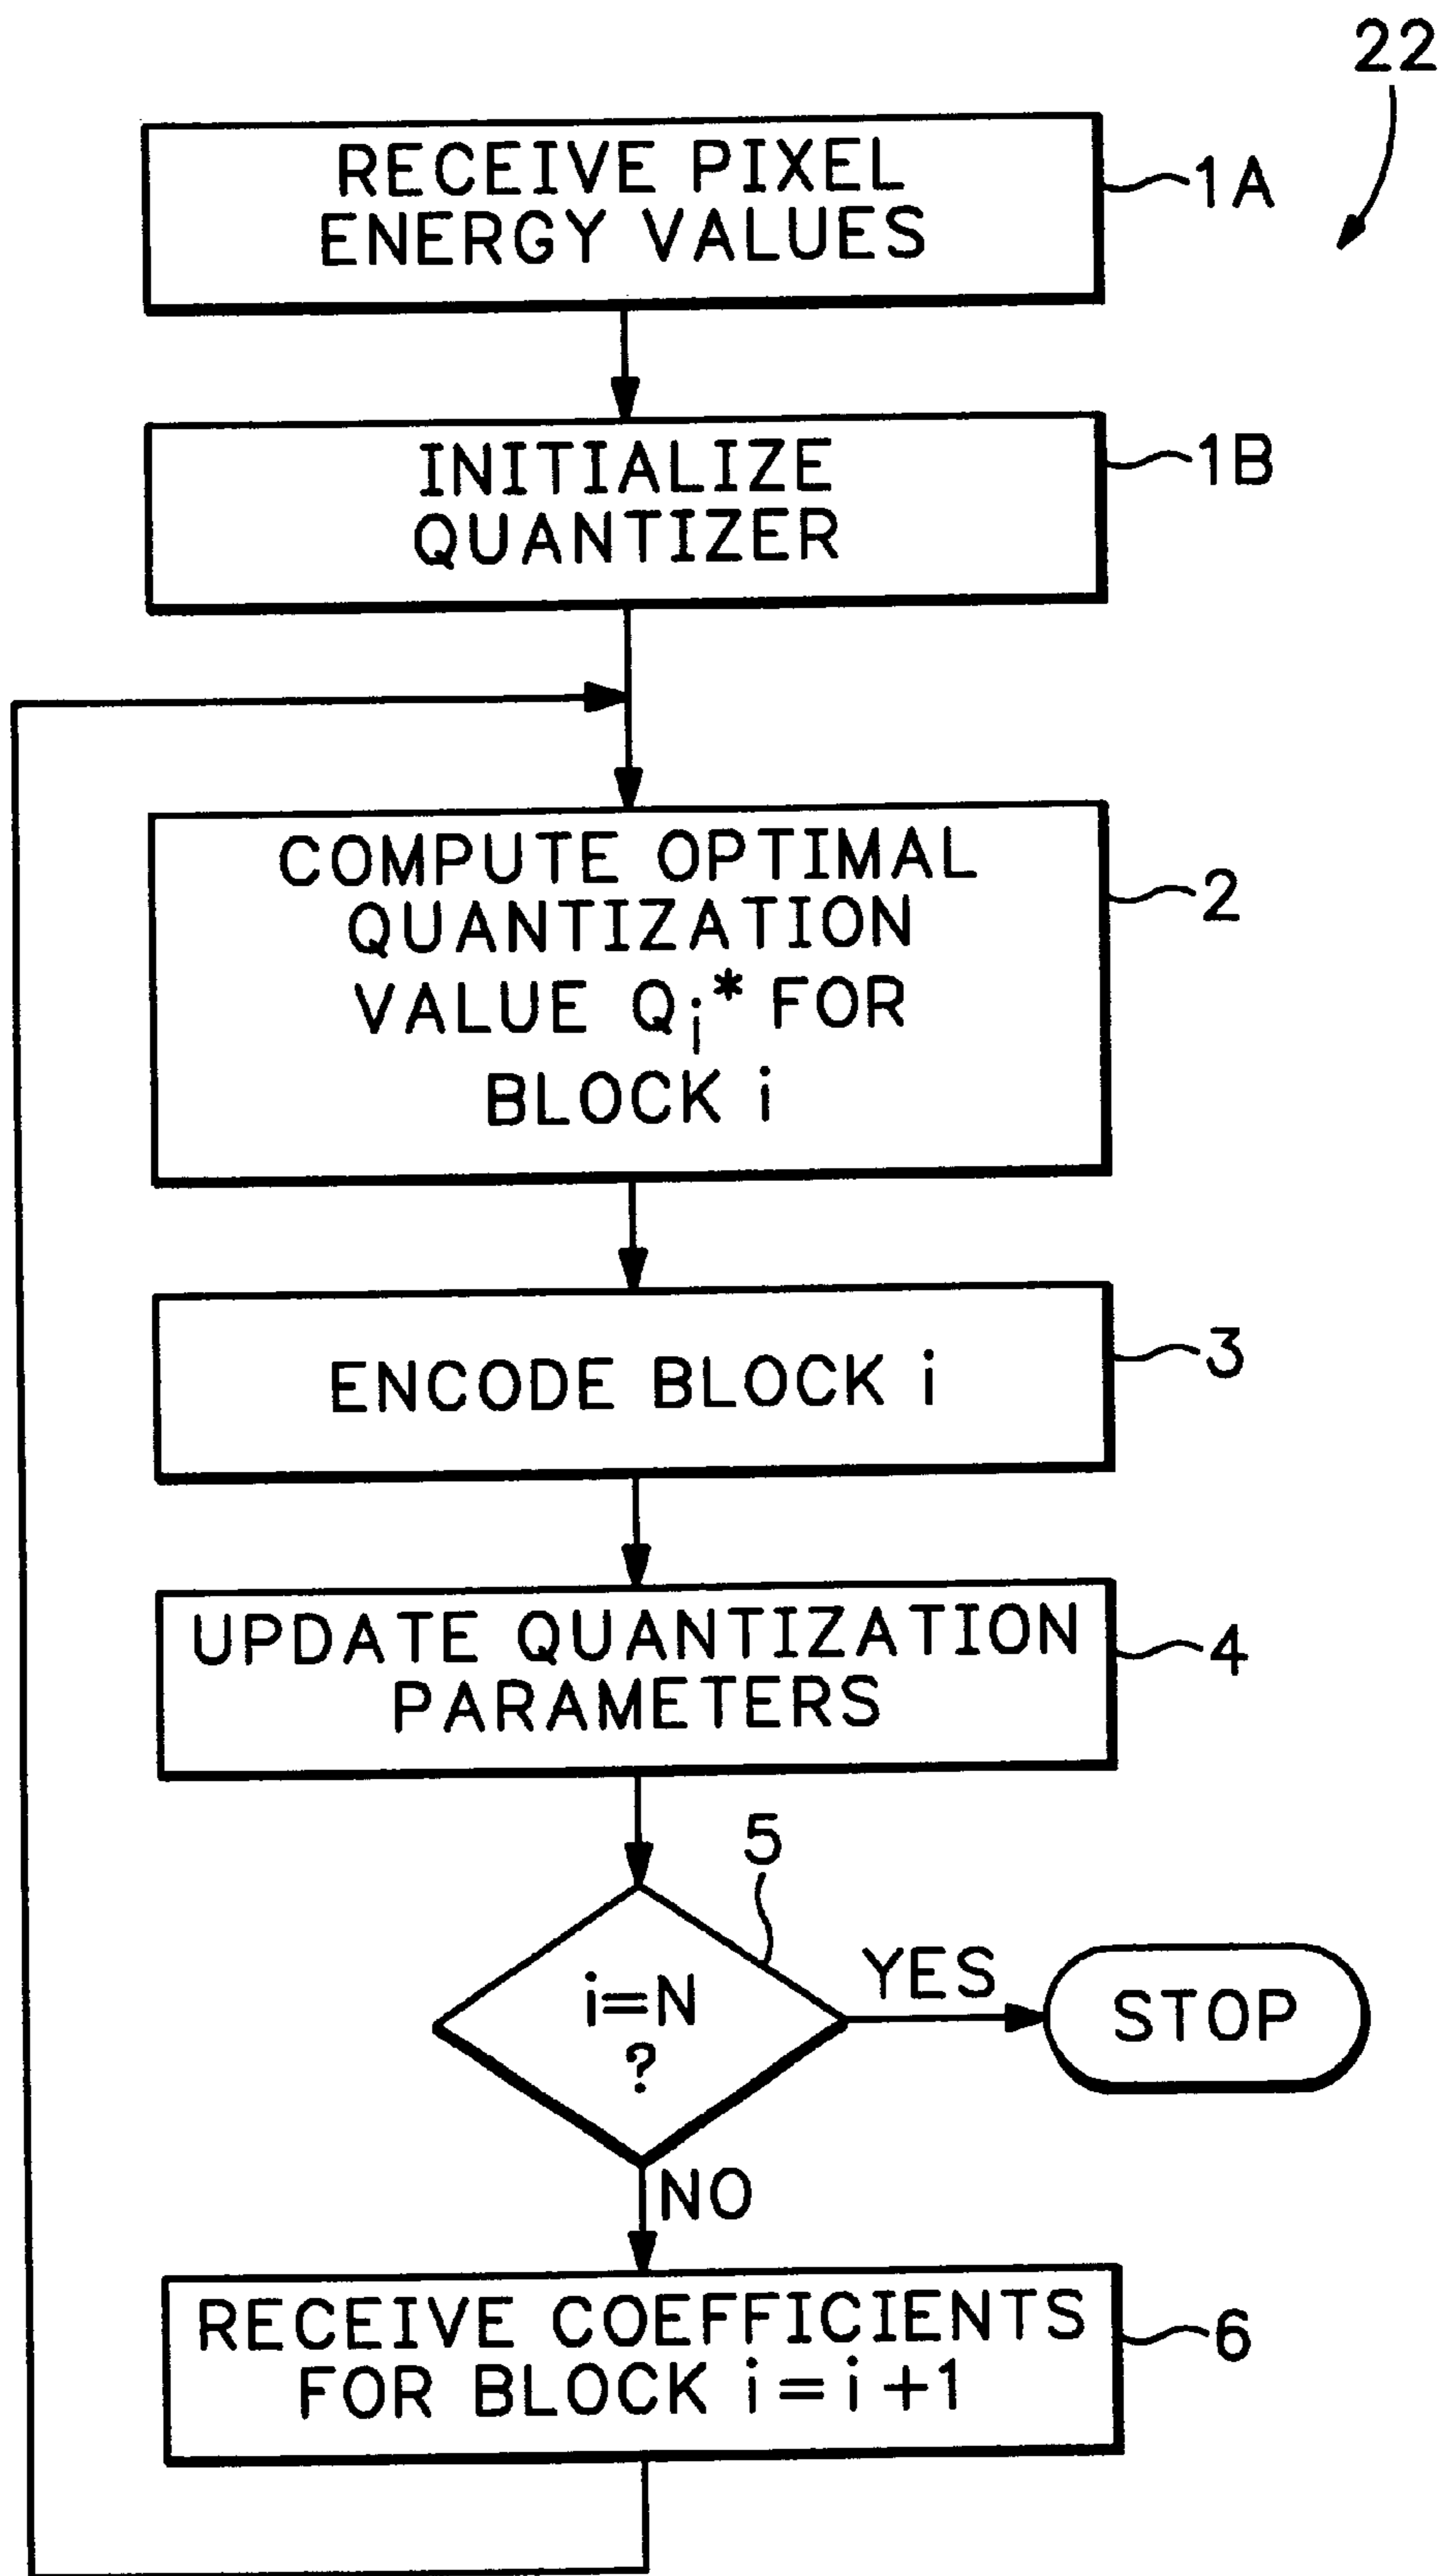 22
RECEIVE PIXEL
ENERGY VALUES
1A
INITIALIZE
QUANTIZER
1B
COMPUTE OPTIMAL
QUANTIZATION
VALUE Qi* FOR
BLOCK i
2
ENCODE BLOCK i
3
UPDATE QUANTIZATION
PARAMETERS
4
5
i=N
?
YES
STOP
NO
RECEIVE COEFFICIENTS
FOR BLOCK i=i+1
6